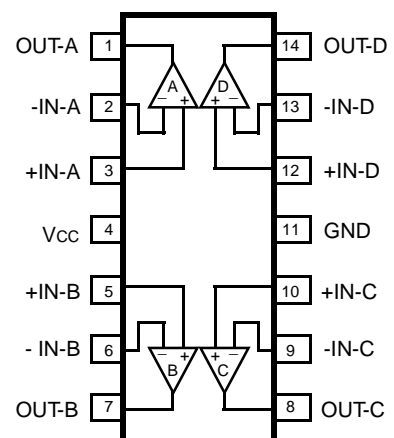 OUT-A 1 14 OUT-D
A D
-IN-A 2 − + + − 13 -IN-D
+IN-A 3 12 +IN-D
VCC 4 11 GND
+IN-B 5 10 +IN-C
- IN-B 6 − + + − 9 -IN-C
B C
OUT-B 7 8 OUT-C